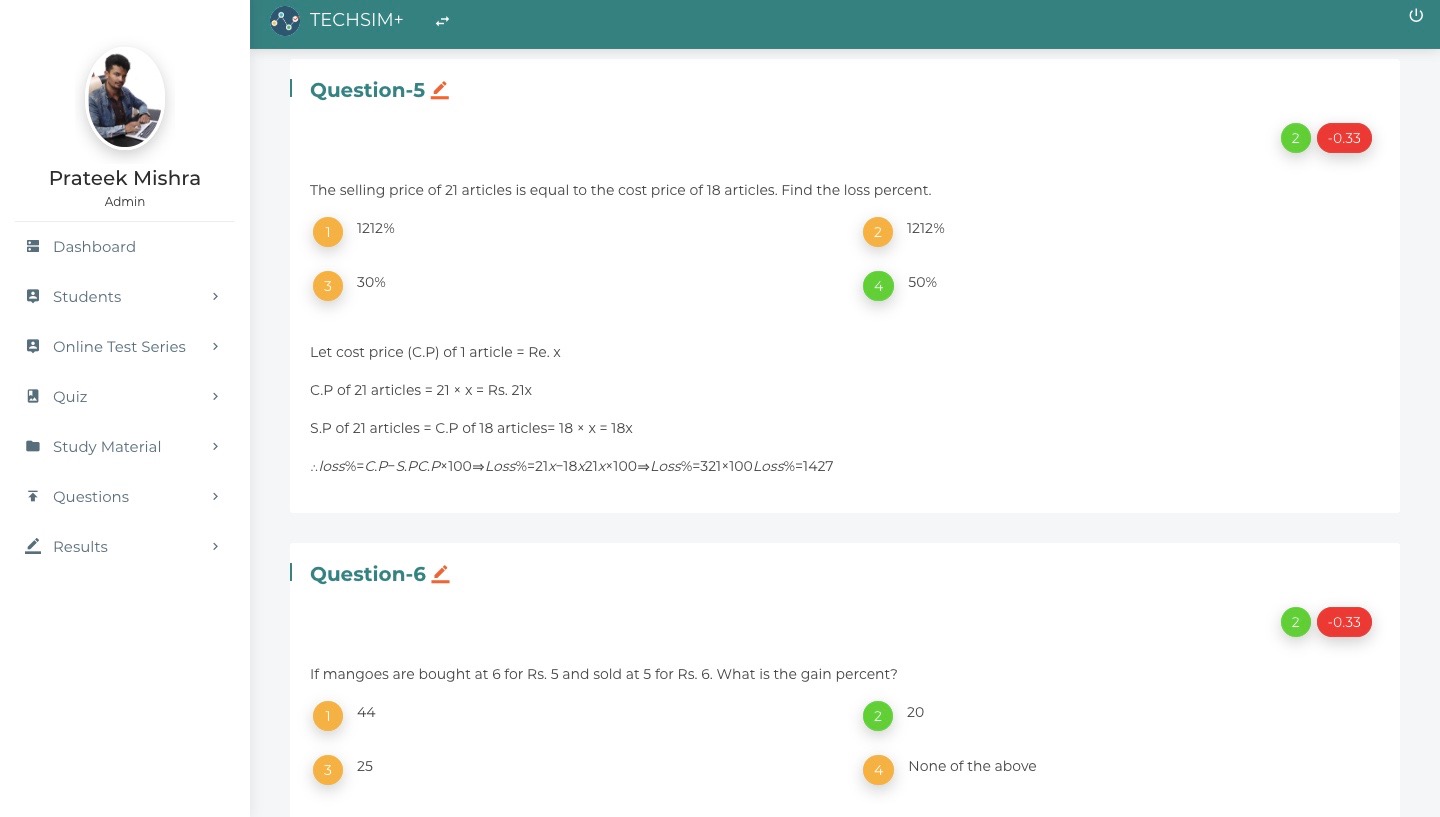 TECHSIM+
Prateek Mishra
Admin
Dashboard
Students
Online Test Series
Quiz
Study Material
Questions
Results
Question-5
2 -0.33
The selling price of 21 articles is equal to the cost price of 18 articles. Find the loss percent.
1 1212% 2 1212%
3 30% 4 50%
Let cost price (C.P) of 1 article = Re. x
C.P of 21 articles = 21 × x = Rs. 21x
S.P of 21 articles = C.P of 18 articles= 18 × x = 18x
∴loss%=C.P−S.PC.P×100⇒Loss%=21x−18x21x×100⇒Loss%=321×100Loss%=1427
Question-6
2 -0.33
If mangoes are bought at 6 for Rs. 5 and sold at 5 for Rs. 6. What is the gain percent?
1 44 2 20
3 25 4 None of the above